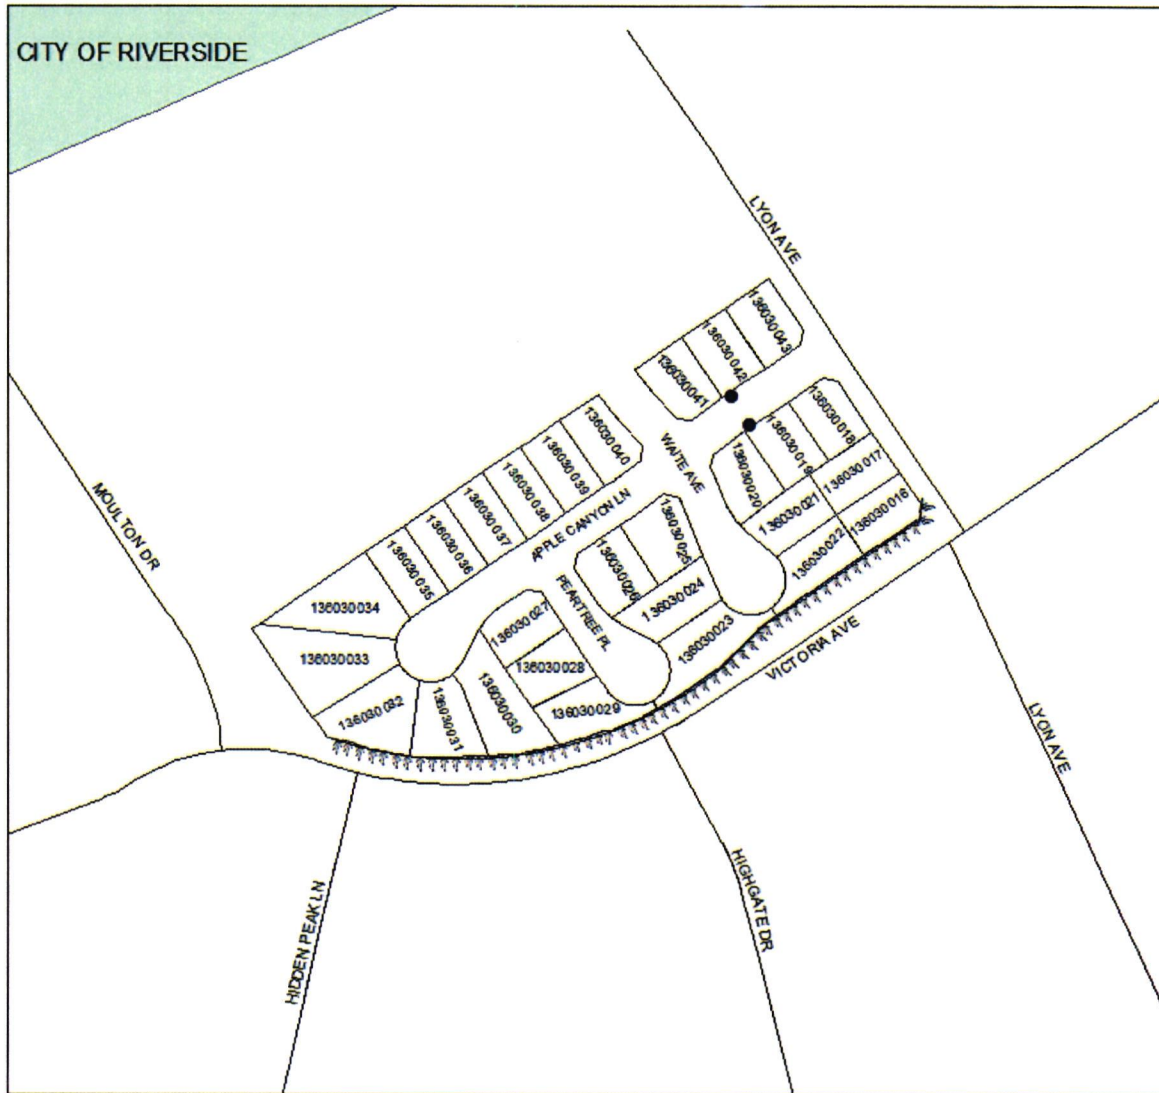 CITY OF RIVERSIDE
LYON AVE
136030043
136030042
136030041
136030040
136030039
136030038
136030037
136030036
136030035
136030034
136030033
136030032
136030031
136030030
136030029
136030028
136030027
136030026
136030025
136030024
136030023
136030022
136030021
136030020
136030019
136030018
136030017
136030016
WAITE AVE
APPLE CANYON LN
PEARTREE PL
MOULTON DR
VICTORIA AVE
LYON AVE
HIGHGATE DR
HIDDEN PEAK LN